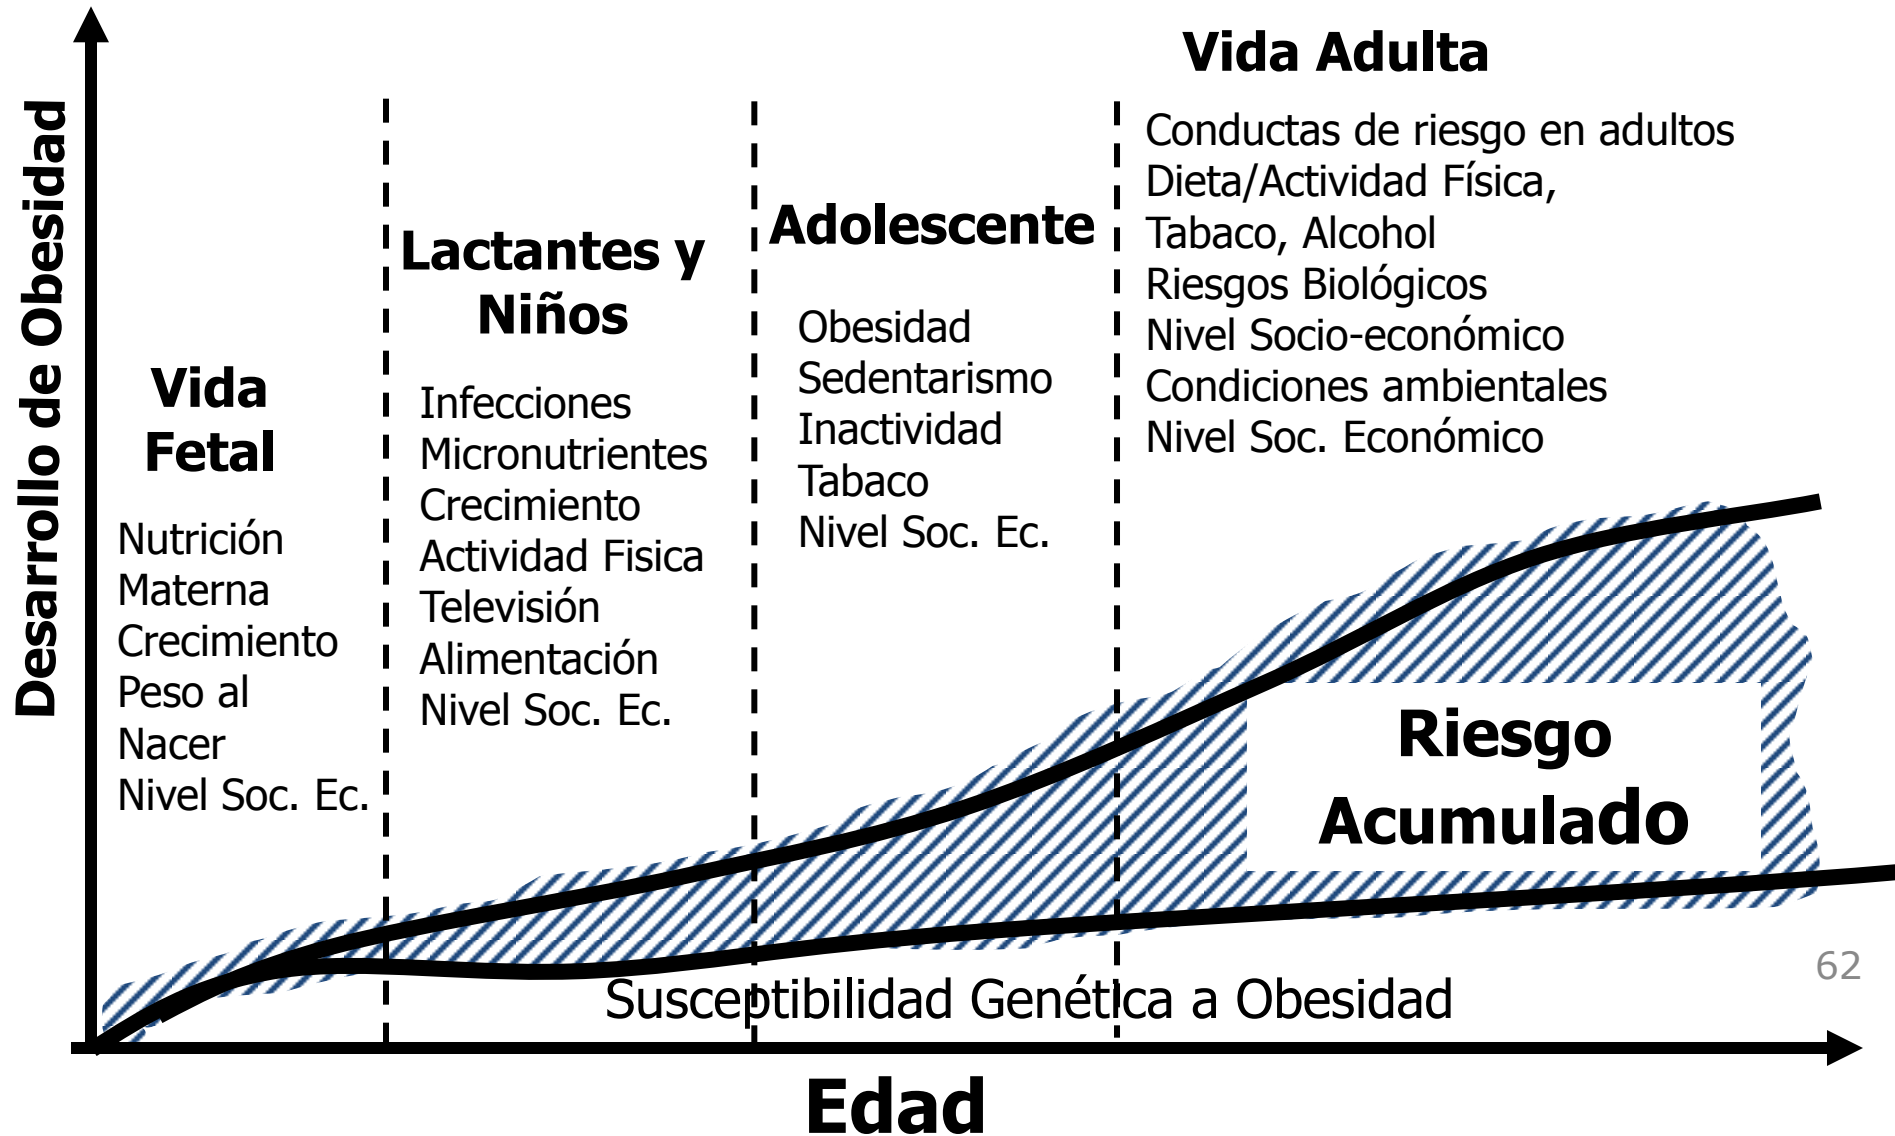 Desarrollo de Obesidad
Vida
Fetal
Nutrición
Materna
Crecimiento
Peso al
Nacer
Nivel Soc. Ec.
Lactantes y
Niños
Infecciones
Micronutrientes
Crecimiento
Actividad Fisica
Televisión
Alimentación
Nivel Soc. Ec.
Adolescente
Obesidad
Sedentarismo
Inactividad
Tabaco
Nivel Soc. Ec.
Vida Adulta
Conductas de riesgo en adultos
Dieta/Actividad Física,
Tabaco, Alcohol
Riesgos Biológicos
Nivel Socio-económico
Condiciones ambientales
Nivel Soc. Económico
Riesgo
Acumulado
Susceptibilidad Genética a Obesidad
62
Edad